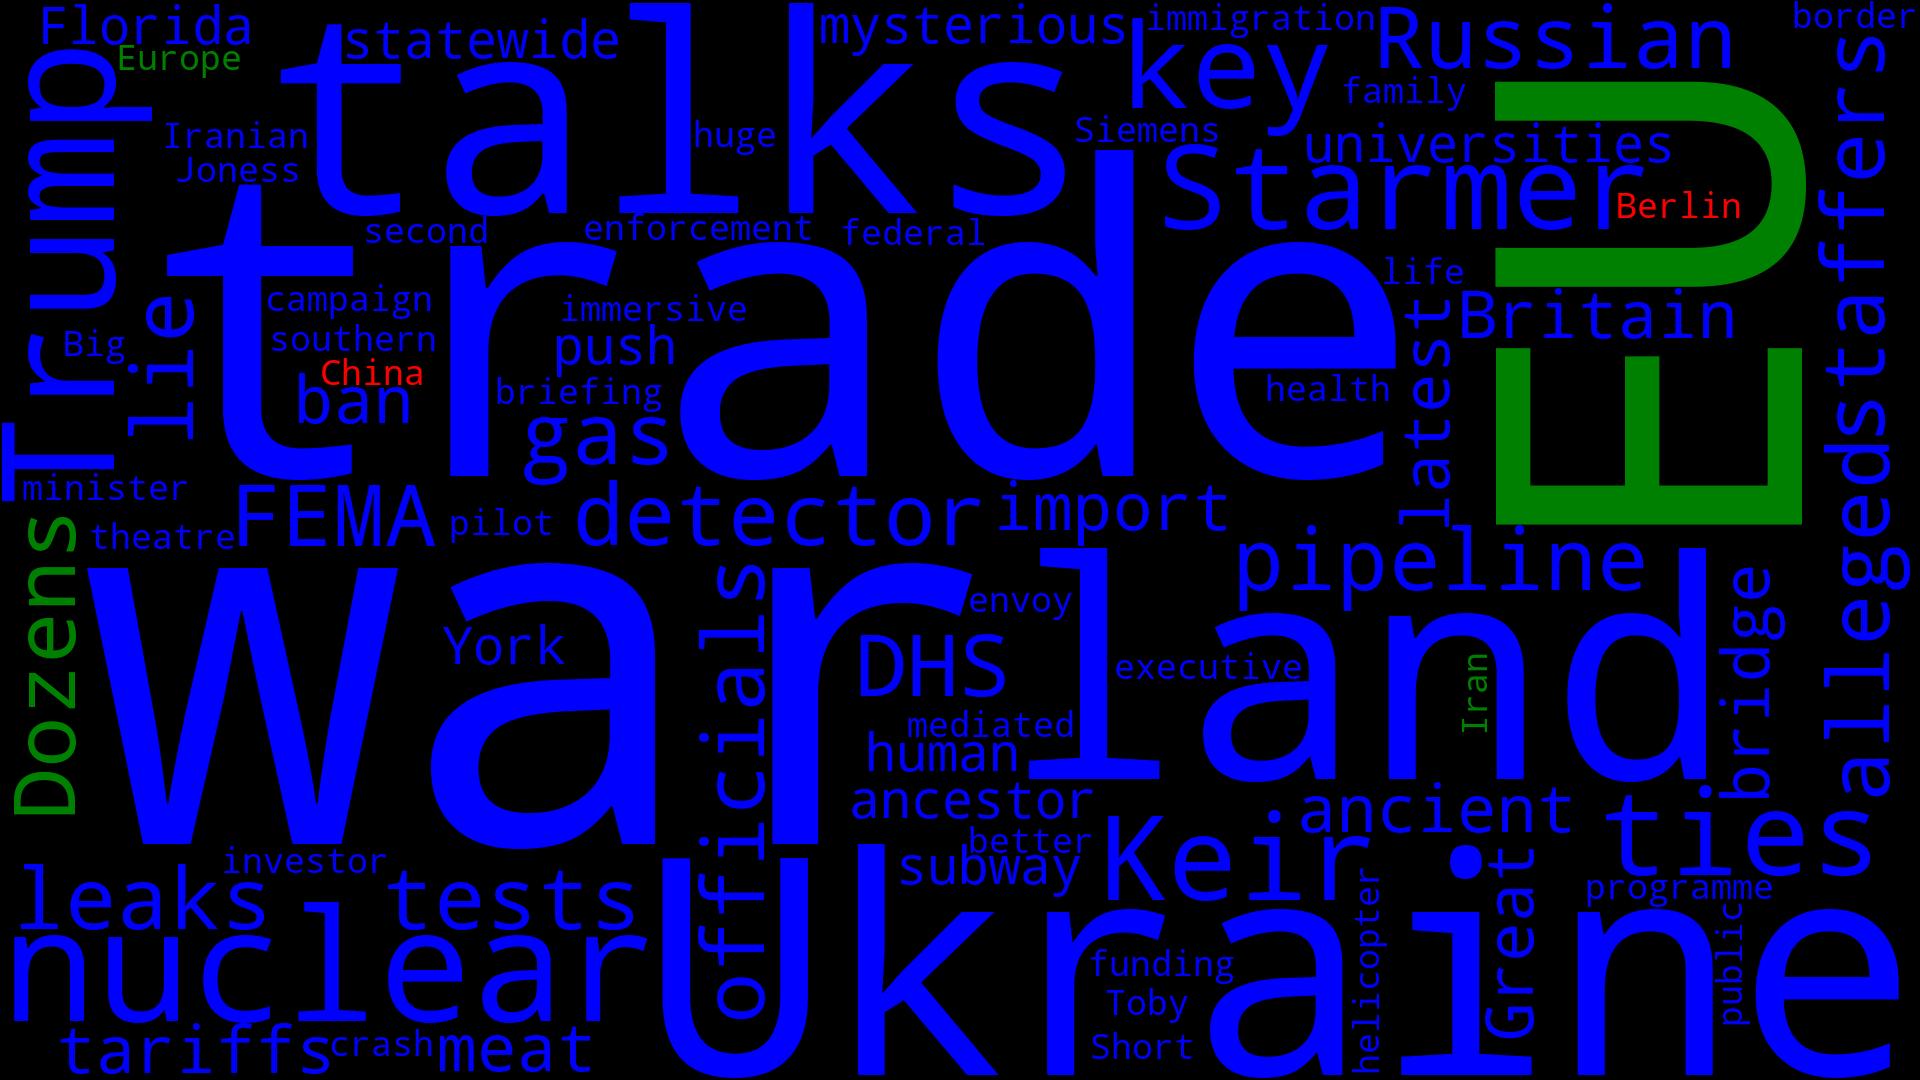 Florida
Europe
statewide
talks
mysterious
immigration
key
Russian
border
Trump
Iranian
Joness
huge
Siemens
family
universities
Starmer
Berlin
EU
staffers
second
enforcement
federal
trade
life
lie
campaign
southern
China
ban
Big
immersive
push
briefing
gas
health
latest
Britain
minister
theatre
FEMA
pilot
detector
import
pipeline
alleged
Dozens
war
York
officials
envoy
DHS
land
executive
Iran
bridge
mediated
human
ancestor
better
subway
Keir
ancient
ties
investor
leaks
tests
nuclear
Ukraine
programme
Great
helicopter
public
funding
Toby
Short
tariffs
crash
meat